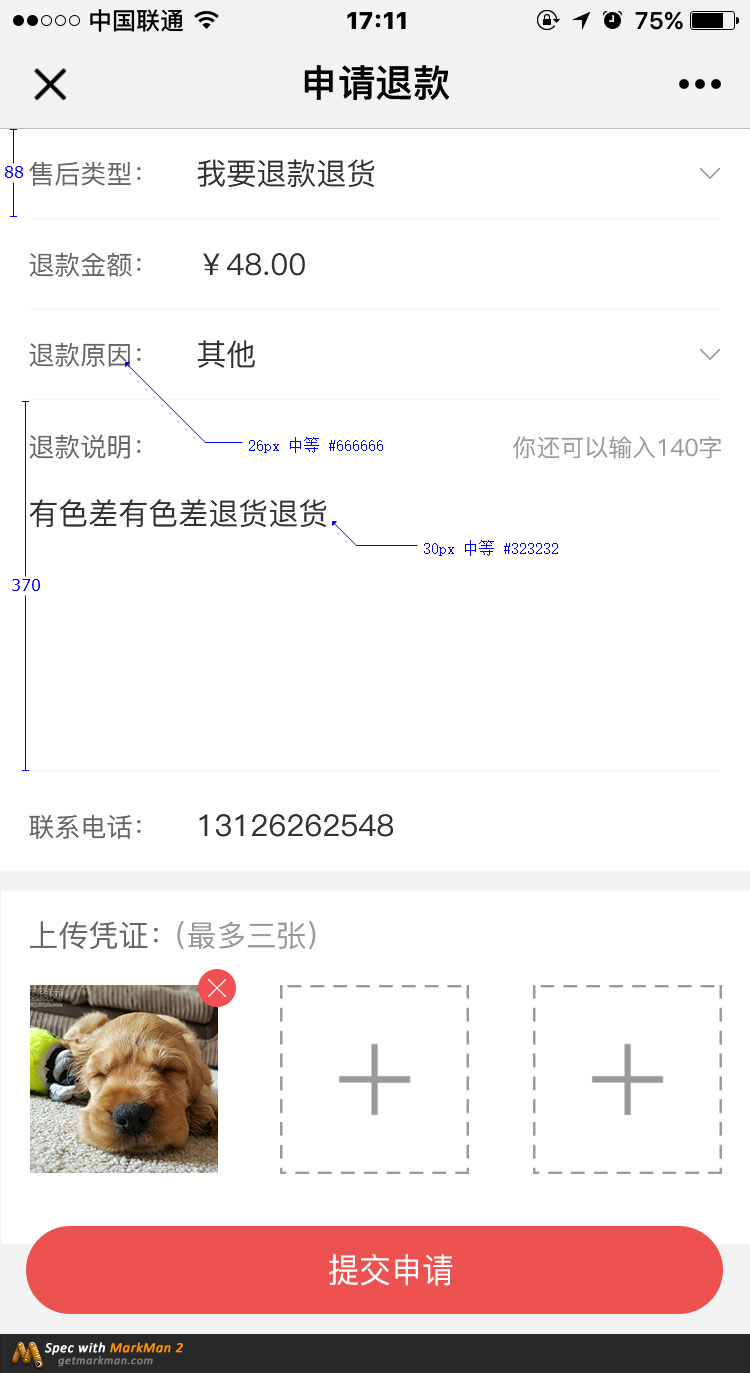 中国联通 17:11 75%
申请退款
88 售后类型: 我要退款退货
退款金额: ￥48.00
退款原因: 其他
26px 中等 #666666
退款说明: 你还可以输入140字
有色差有色差退货退货
30px 中等 #323232
370
联系电话: 13126262548
上传凭证:(最多三张)
提交申请
Spec with MarkMan 2
getmarkman.com